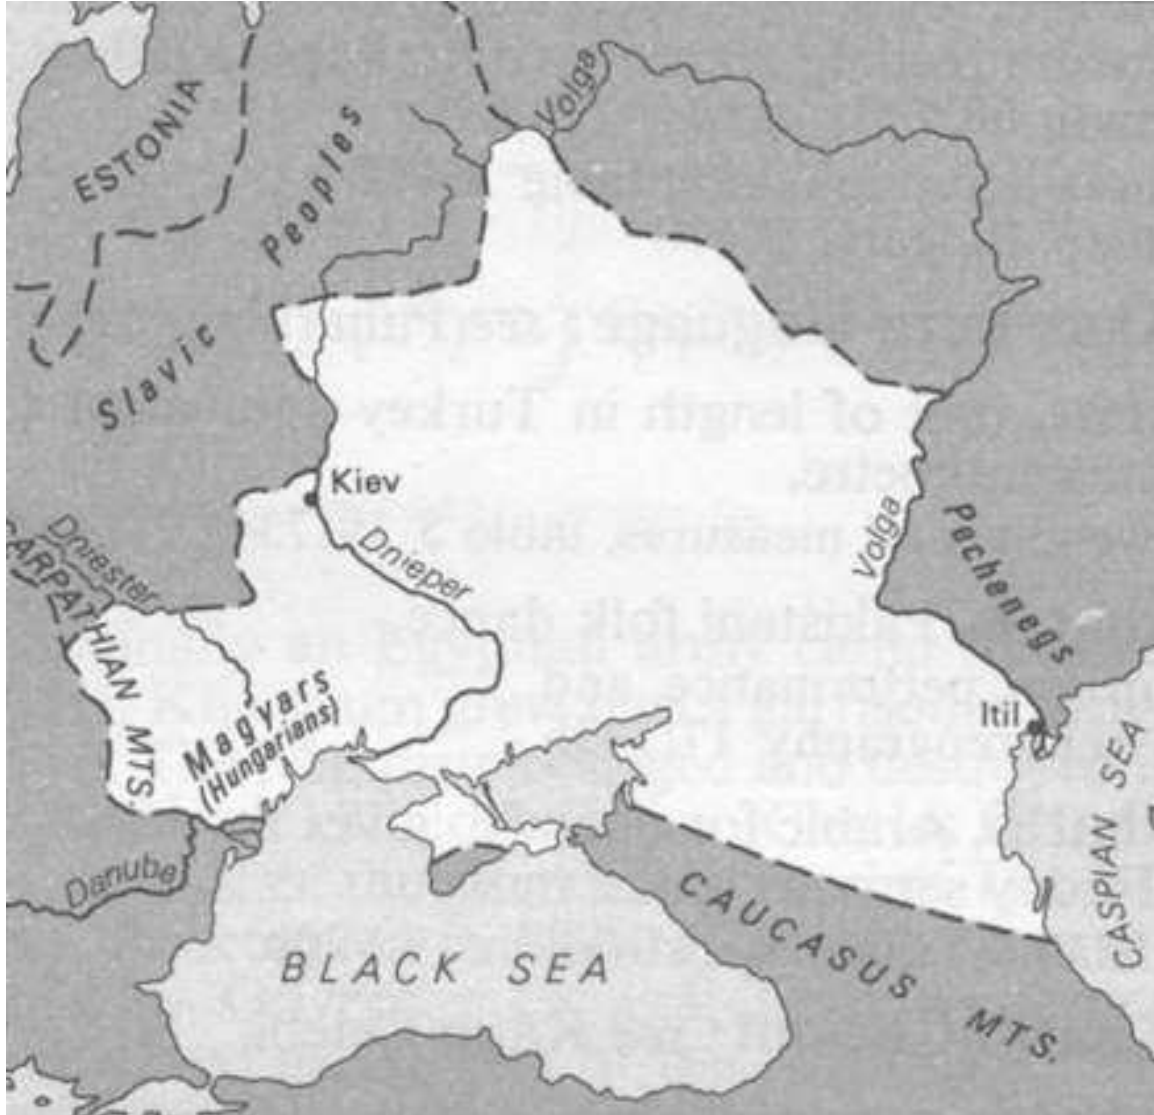 Volga
ESTONIA
Peoples
Slavic
Kiev
Dnieper
Volga
Pechenegs
Dniester
CARPATHIAN MTS.
Magyars
(Hungarians)
Itil
CASPIAN SEA
Danube
CAUCASUS MTS.
BLACK SEA